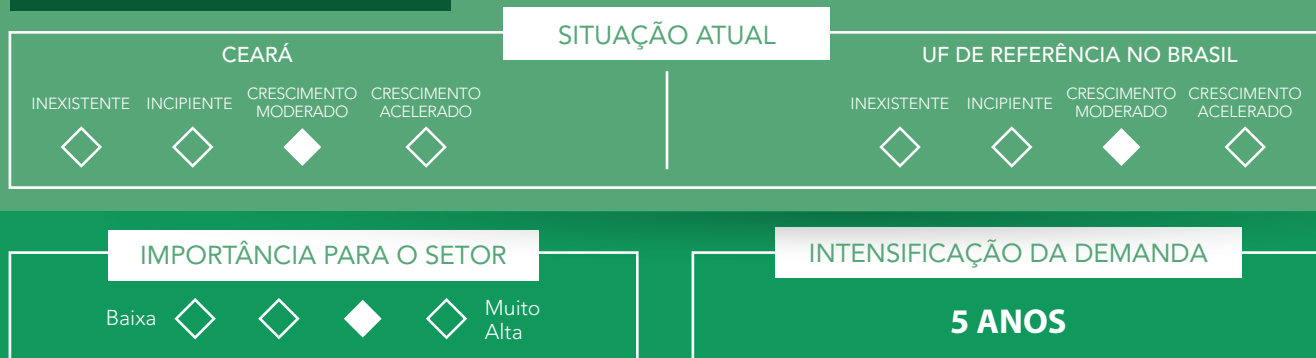 SITUAÇÃO ATUAL
CEARÁ
INEXISTENTE
INCIPIENTE
CRESCIMENTO
MODERADO
CRESCIMENTO
ACELERADO
UF DE REFERÊNCIA NO BRASIL
INEXISTENTE
INCIPIENTE
CRESCIMENTO
MODERADO
CRESCIMENTO
ACELERADO
IMPORTÂNCIA PARA O SETOR
Baixa
Muito
Alta
INTENSIFICAÇÃO DA DEMANDA
5 ANOS